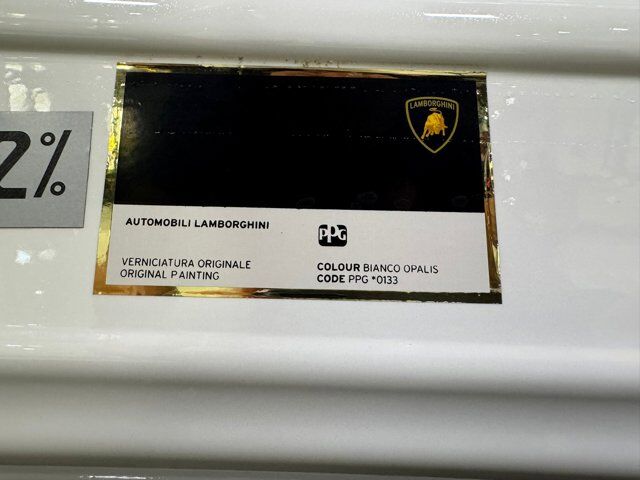 LAMBORGHINI
2%
AUTOMOBILI LAMBORGHINI
PPG
VERNICIATURA ORIGINALE
ORIGINAL PAINTING
COLOUR BIANCO OPALIS
CODE PPG *0133